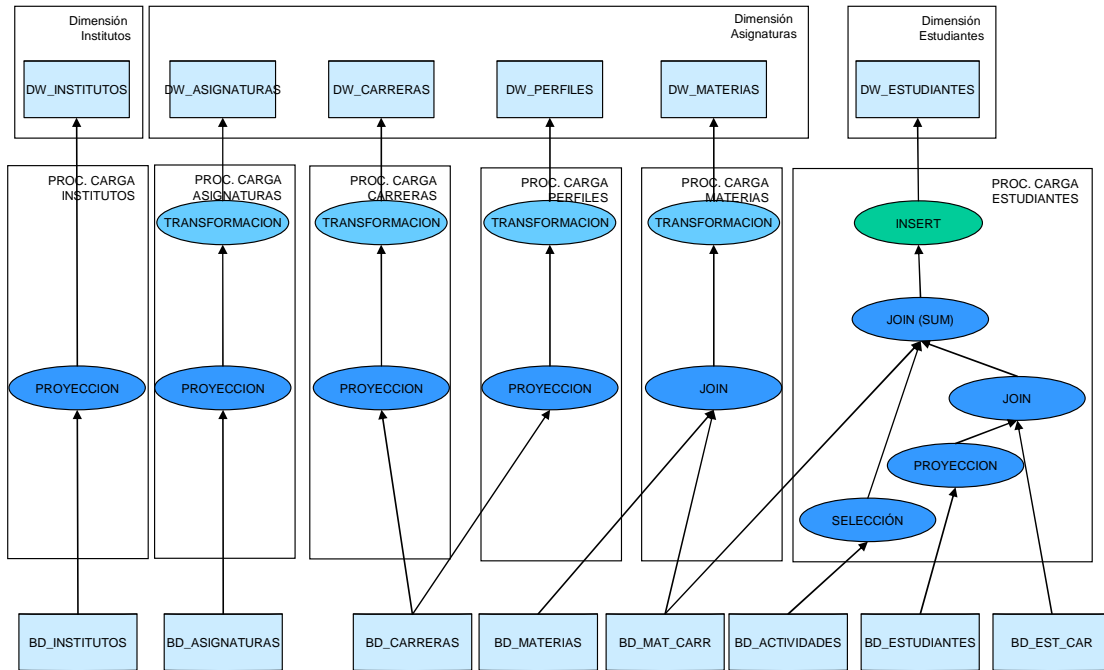 Dimensión
Institutos
Dimensión
Asignaturas
Dimensión
Estudiantes
DW_INSTITUTOS
DW_ASIGNATURAS
DW_CARRERAS
DW_PERFILES
DW_MATERIAS
DW_ESTUDIANTES
PROC. CARGA
INSTITUTOS
PROC. CARGA
ASIGNATURAS
PROC. CARGA
CARRERAS
PROC. CARGA
PERFILES
PROC. CARGA
MATERIAS
PROC. CARGA
ESTUDIANTES
TRANSFORMACION
TRANSFORMACION
TRANSFORMACION
TRANSFORMACION
INSERT
JOIN (SUM)
PROYECCION
PROYECCION
PROYECCION
PROYECCION
JOIN
JOIN
PROYECCION
SELECCIÓN
BD_INSTITUTOS
BD_ASIGNATURAS
BD_CARRERAS
BD_MATERIAS
BD_MAT_CARR
BD_ACTIVIDADES
BD_ESTUDIANTES
BD_EST_CAR